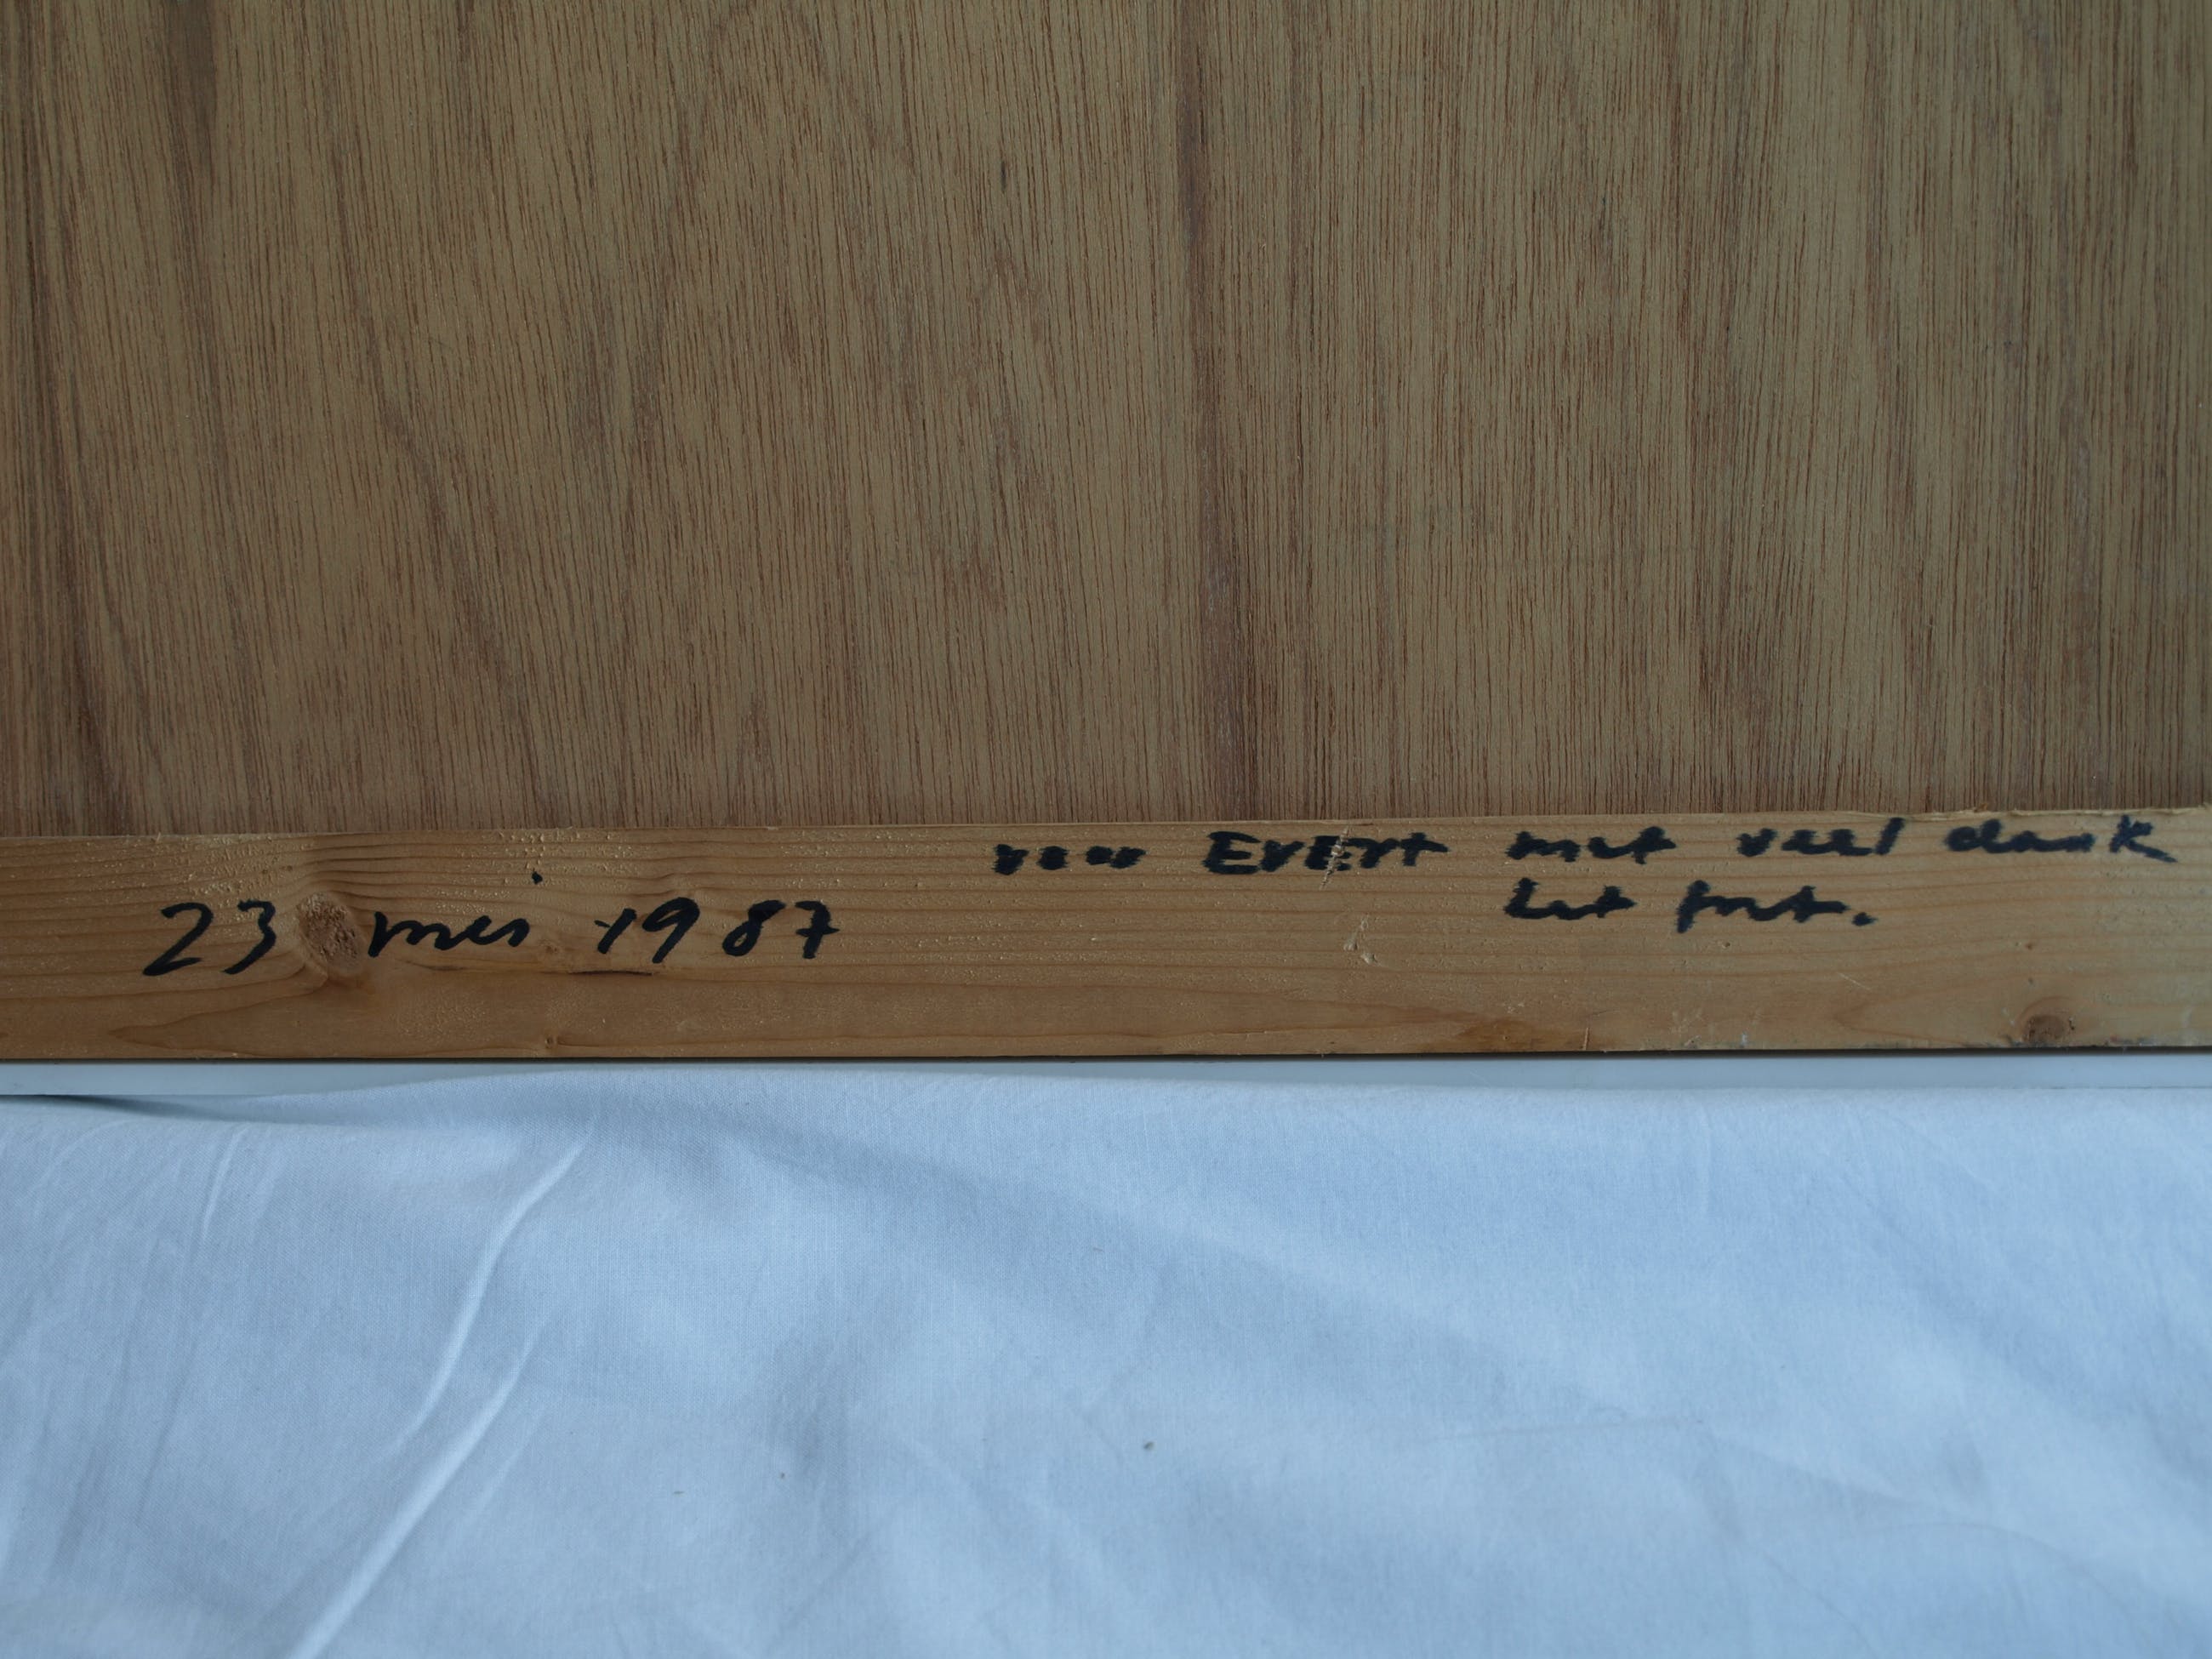 23 mei 1987
voor EVErt met veel dank